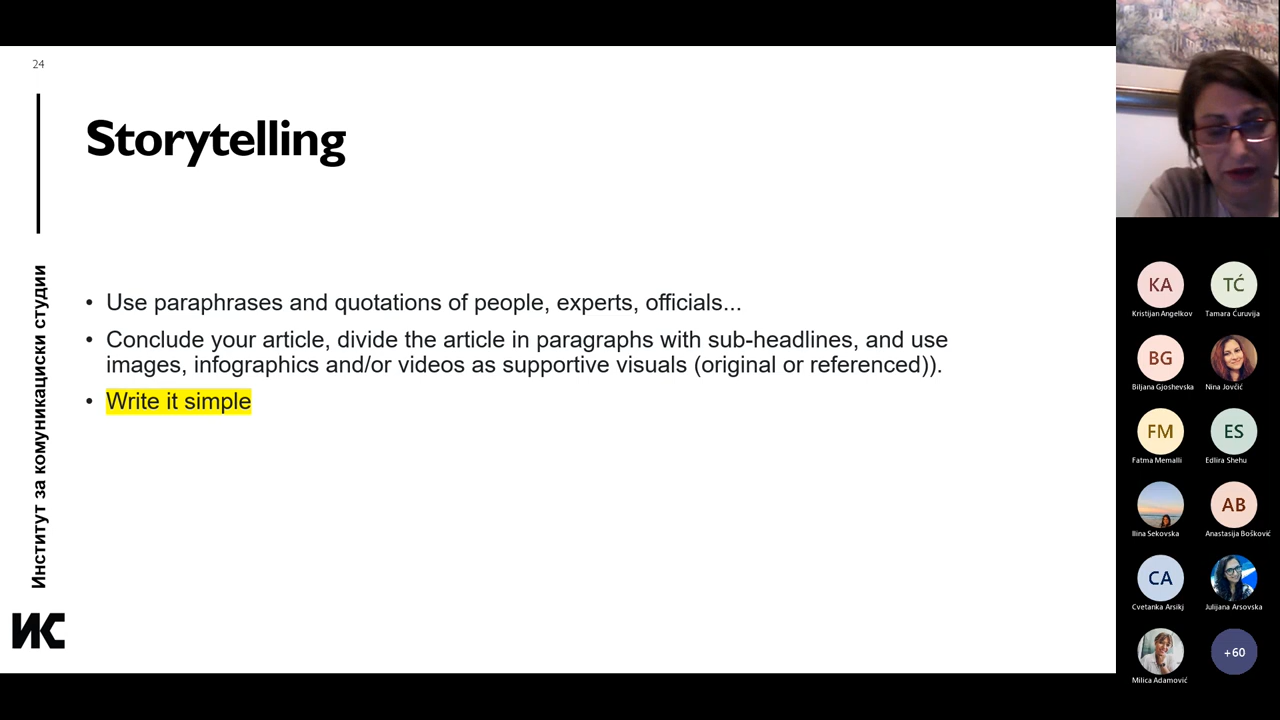 24
Storytelling
• Use paraphrases and quotations of people, experts, officials...
• Conclude your article, divide the article in paragraphs with sub-headlines, and use
images, infographics and/or videos as supportive visuals (original or referenced)).
• Write it simple
Институт за комуникациски студии
ИС
KA
TĆ
Kristijan Angelkov
Tamara Ćuruvija
BG
Biljana Gjoshevska
Nina Jovčić
FM
ES
Fatma Memalli
Edlira Shehu
AB
Ilina Sekovska
Anastasija Bošković
CA
Cvetanka Arsikj
Julijana Arsovska
+60
Milica Adamović